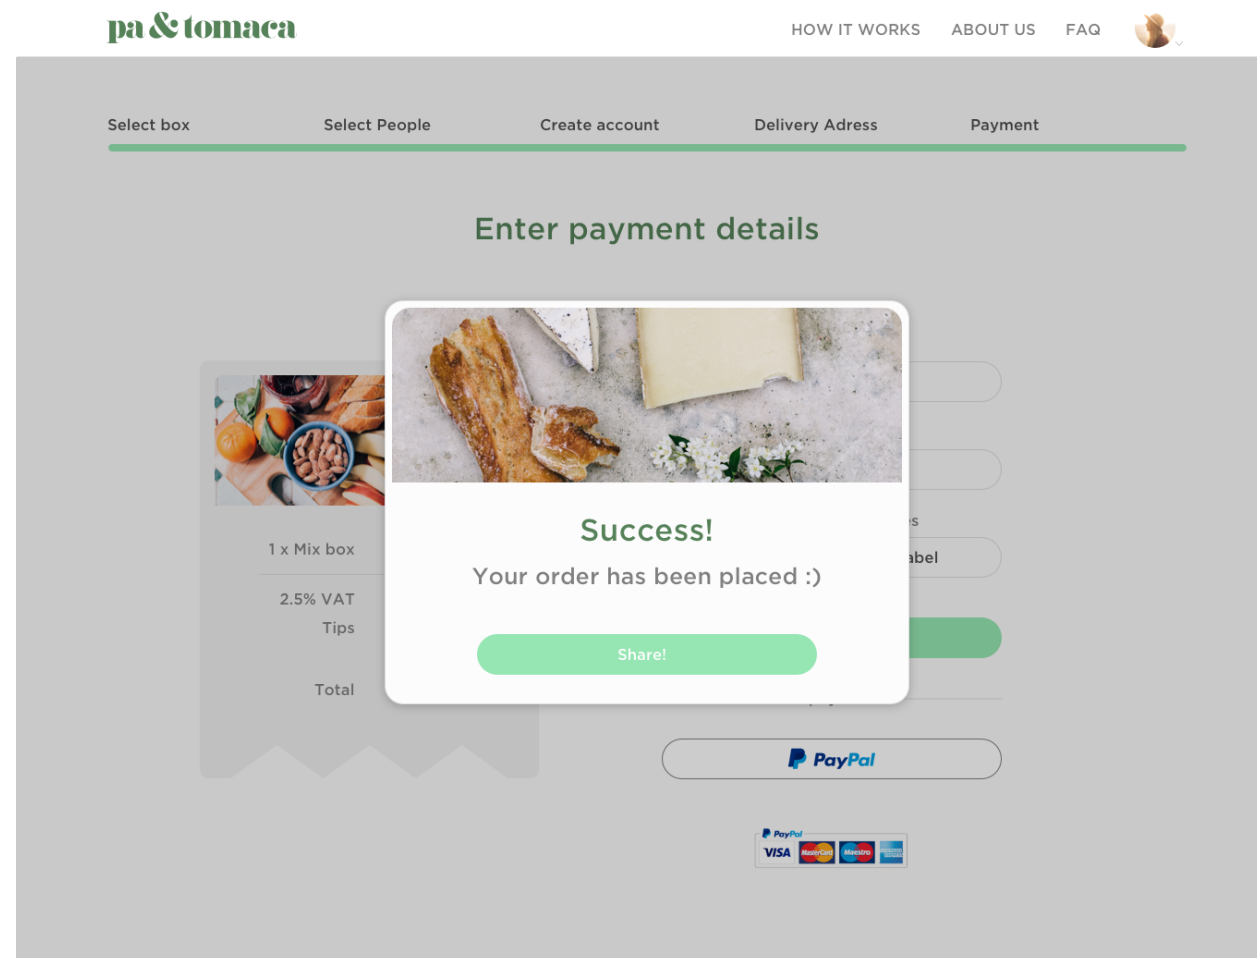 pa & tomaca
HOW IT WORKS ABOUT US FAQ
Select box Select People Create account Delivery Adress Payment
Enter payment details
Success!
Your order has been placed :)
Share!
1 x Mix box
2.5% VAT
Tips
Total
PayPal
PayPal
VISA MasterCard Maestro